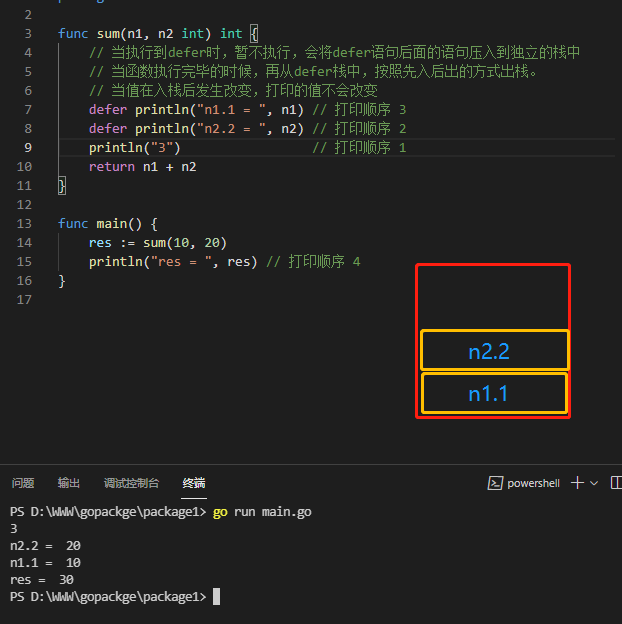 2
3 func sum(n1, n2 int) int {
4 // 当执行到defer时，暂不执行，会将defer语句后面的语句压入到独立的栈中
5 // 当函数执行完毕的时候，再从defer栈中，按照先入后出的方式出栈。
6 // 当值在入栈后发生改变，打印的值不会改变
7 defer println("n1.1 = ", n1) // 打印顺序 3
8 defer println("n2.2 = ", n2) // 打印顺序 2
9 println("3") // 打印顺序 1
10 return n1 + n2
11 }
12
13 func main() {
14 res := sum(10, 20)
15 println("res = ", res) // 打印顺序 4
16 }
17
n2.2
n1.1
问题 输出 调试控制台 终端 powershell
PS D:\WWW\gopackge\package1> go run main.go
3
n2.2 =  20
n1.1 =  10
res =  30
PS D:\WWW\gopackge\package1>